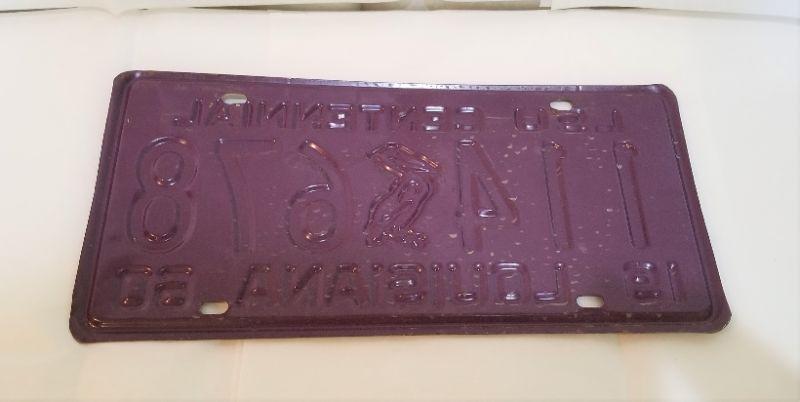 LSU CENTENNIAL
114 678
19 LOUISIANA 60